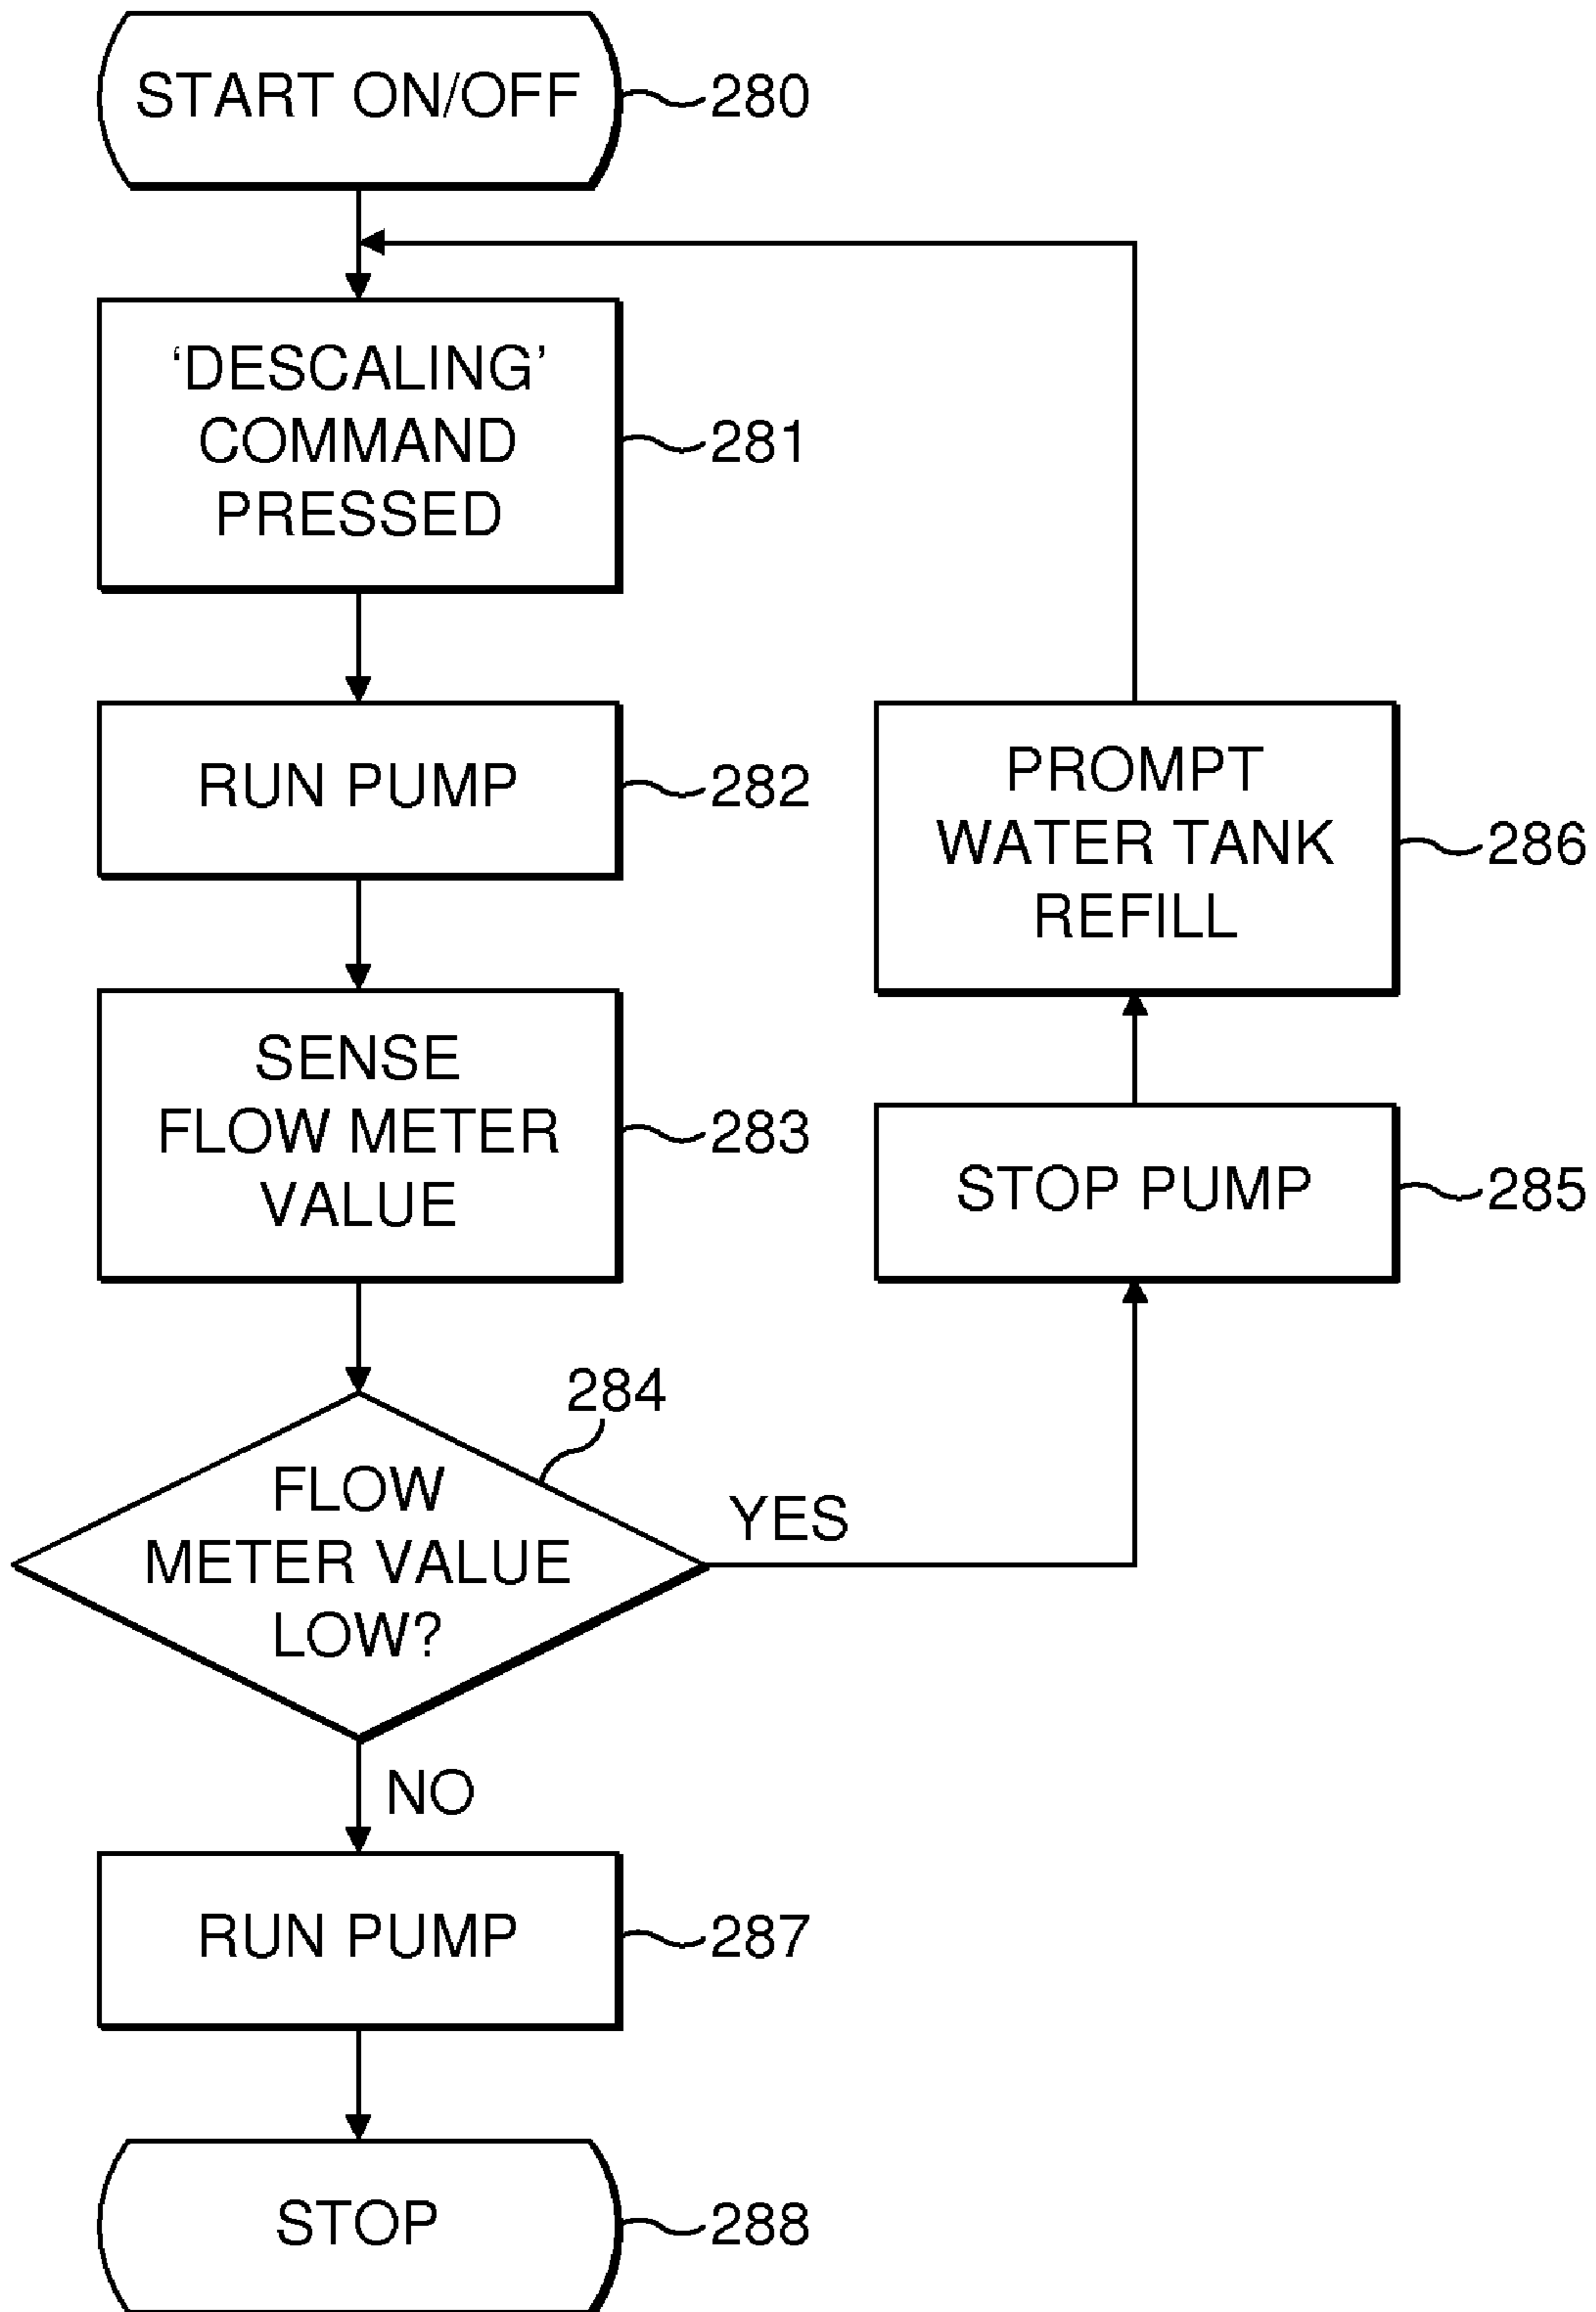 START ON/OFF
280
‘DESCALING’
COMMAND
PRESSED
281
RUN PUMP
282
SENSE
FLOW METER
VALUE
283
284
FLOW
METER VALUE
LOW?
YES
STOP PUMP
285
PROMPT
WATER TANK
REFILL
286
NO
RUN PUMP
287
STOP
288